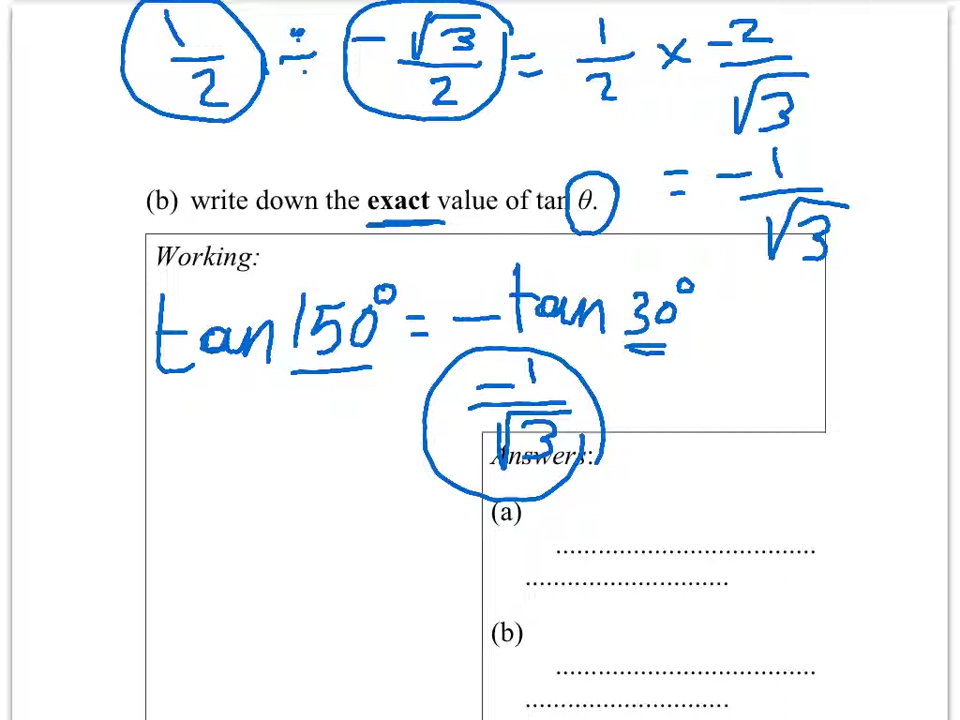 1/2 ÷ -√3/2 = 1/2 × -2/√3
= -1/√3
(b) write down the exact value of tan θ.
Working:
tan 150° = - tan 30°
-1/√3
Answers:
(a)
.....................................
.............................
(b)
.....................................
.............................